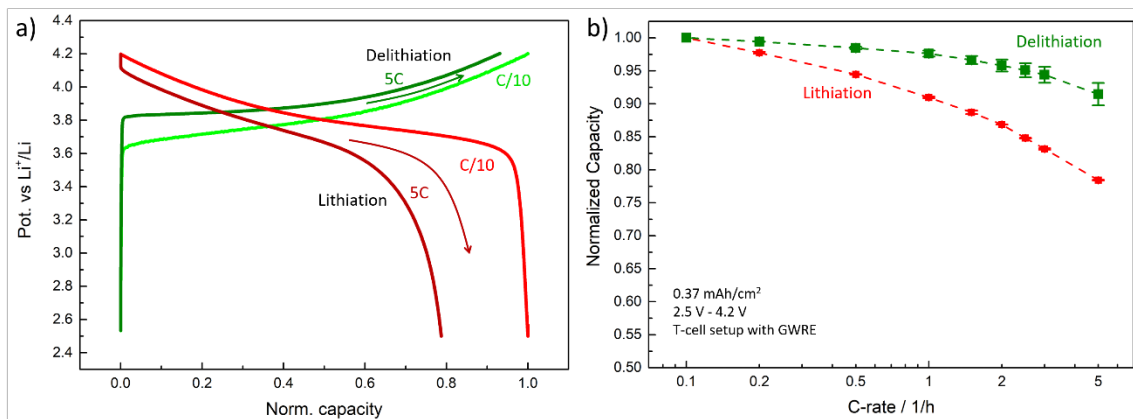 a)
4.2
4.0
3.8
3.6
3.4
3.2
3.0
2.8
2.6
2.4
Pot. vs Li⁺/Li
Delithiation
5C
C/10
C/10
5C
Lithiation
0.0 0.2 0.4 0.6 0.8 1.0
Norm. capacity
b)
1.00
0.95
0.90
0.85
0.80
0.75
0.70
0.65
0.60
0.55
0.50
Normalized Capacity
Delithiation
Lithiation
0.37 mAh/cm²
2.5 V - 4.2 V
T-cell setup with GWRE
0.1 0.2 0.5 1 2 5
C-rate / 1/h